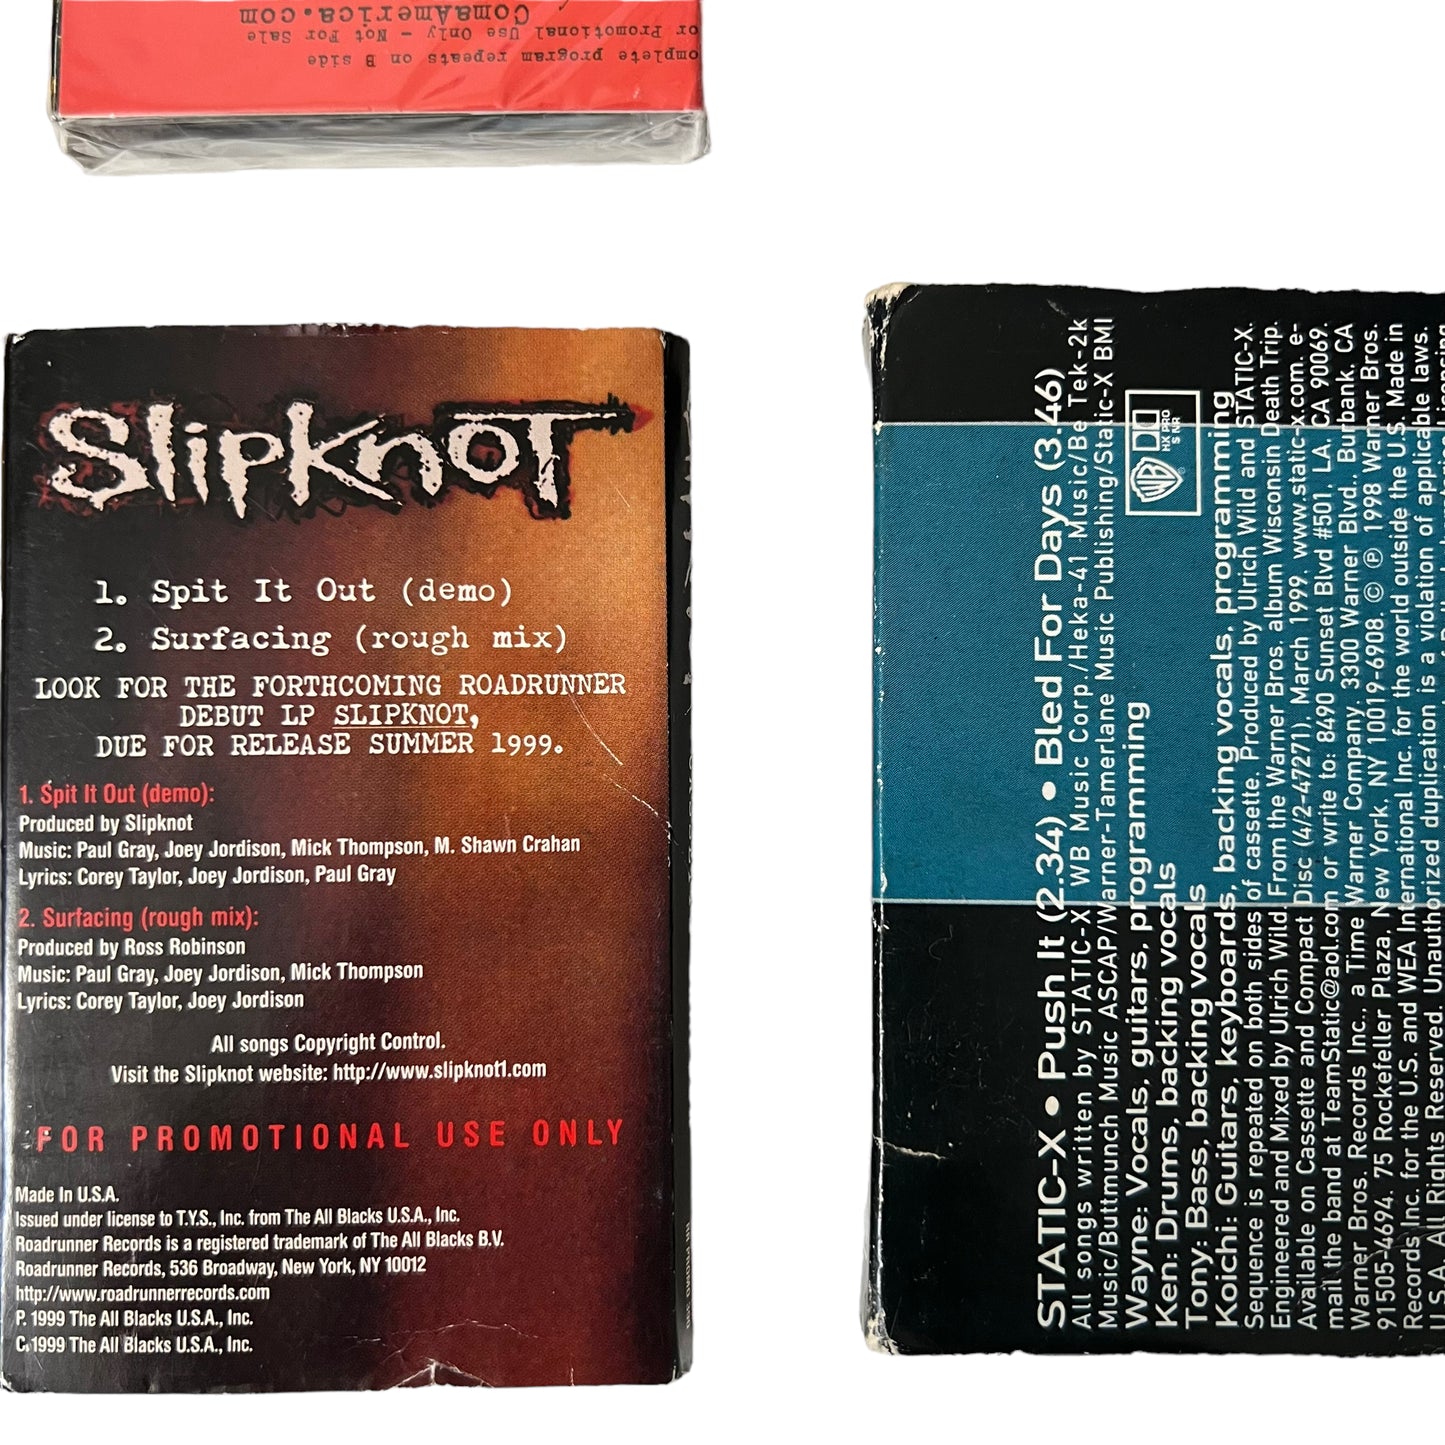 Complete program repeats on B side
For Promotional Use Only — Not For Sale
ComaAmerica.com
Slipknot
1. Spit It Out (demo)
2. Surfacing (rough mix)
LOOK FOR THE FORTHCOMING ROADRUNNER
DEBUT LP SLIPKNOT,
DUE FOR RELEASE SUMMER 1999.
1. Spit It Out (demo):
Produced by Slipknot
Music: Paul Gray, Joey Jordison, Mick Thompson, M. Shawn Crahan
Lyrics: Corey Taylor, Joey Jordison, Paul Gray
2. Surfacing (rough mix):
Produced by Ross Robinson
Music: Paul Gray, Joey Jordison, Mick Thompson
Lyrics: Corey Taylor, Joey Jordison
All songs Copyright Control.
Visit the Slipknot website: http://www.slipknot1.com
FOR PROMOTIONAL USE ONLY
Made In U.S.A.
Issued under license to T.Y.S., Inc. from The All Blacks U.S.A., Inc.
Roadrunner Records is a registered trademark of The All Blacks B.V.
Roadrunner Records, 536 Broadway, New York, NY 10012
http://www.roadrunnerrecords.com
P. 1999 The All Blacks U.S.A., Inc.
C. 1999 The All Blacks U.S.A., Inc.
STATIC-X • Push It (2.34) • Bled For Days (3.46)
All songs written by STATIC-X WB Music Corp./Heka-41 Music/Be Tek-2k
Music/Buttmunch Music ASCAP/Warner-Tamerlane Music Publishing/Static-X BMI
Wayne: Vocals, guitars, programming
Ken: Drums, backing vocals
Tony: Bass, backing vocals
Koichi: Guitars, keyboards, backing vocals, programming
WB
HX PRO
S NR
Sequence is repeated on both sides of cassette. Produced by Ulrich Wild and STATIC-X.
Engineered and Mixed by Ulrich Wild. From the Warner Bros. album Wisconsin Death Trip.
Available on Cassette and Compact Disc (4/2-47271), March 1999. www.static-x.com. e-
mail the band at TeamStatic@aol.com or write to: 8490 Sunset Blvd #501, LA, CA 90069.
Warner Bros. Records Inc., a Time Warner Company, 3300 Warner Blvd., Burbank, CA
91505-4694. 75 Rockefeller Plaza, New York, NY 10019-6908. © ℗ 1998 Warner Bros.
Records Inc. for the U.S. and WEA International Inc. for the world outside the U.S. Made in
U.S.A. All Rights Reserved. Unauthorized duplication is a violation of applicable laws.